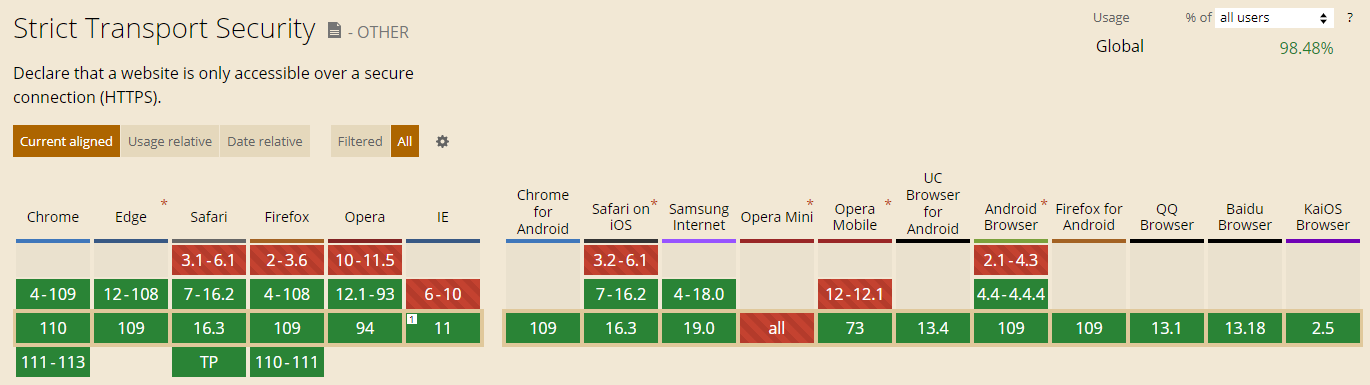 Strict Transport Security - OTHER
Usage % of all users ?
Global 98.48%
Declare that a website is only accessible over a secure
connection (HTTPS).
Current aligned Usage relative Date relative Filtered All
Chrome Edge * Safari Firefox Opera IE Chrome for Android Safari on iOS * Samsung Internet Opera Mini * Opera Mobile * UC Browser for Android Android Browser * Firefox for Android QQ Browser Baidu Browser KaiOS Browser
3.1-6.1 2-3.6 10-11.5 3.2-6.1 2.1-4.3
4-109 12-108 7-16.2 4-108 12.1-93 6-10 7-16.2 4-18.0 12-12.1 4.4-4.4.4
110 109 16.3 109 94 1 11 109 16.3 19.0 all 73 13.4 109 109 13.1 13.18 2.5
111-113 TP 110-111